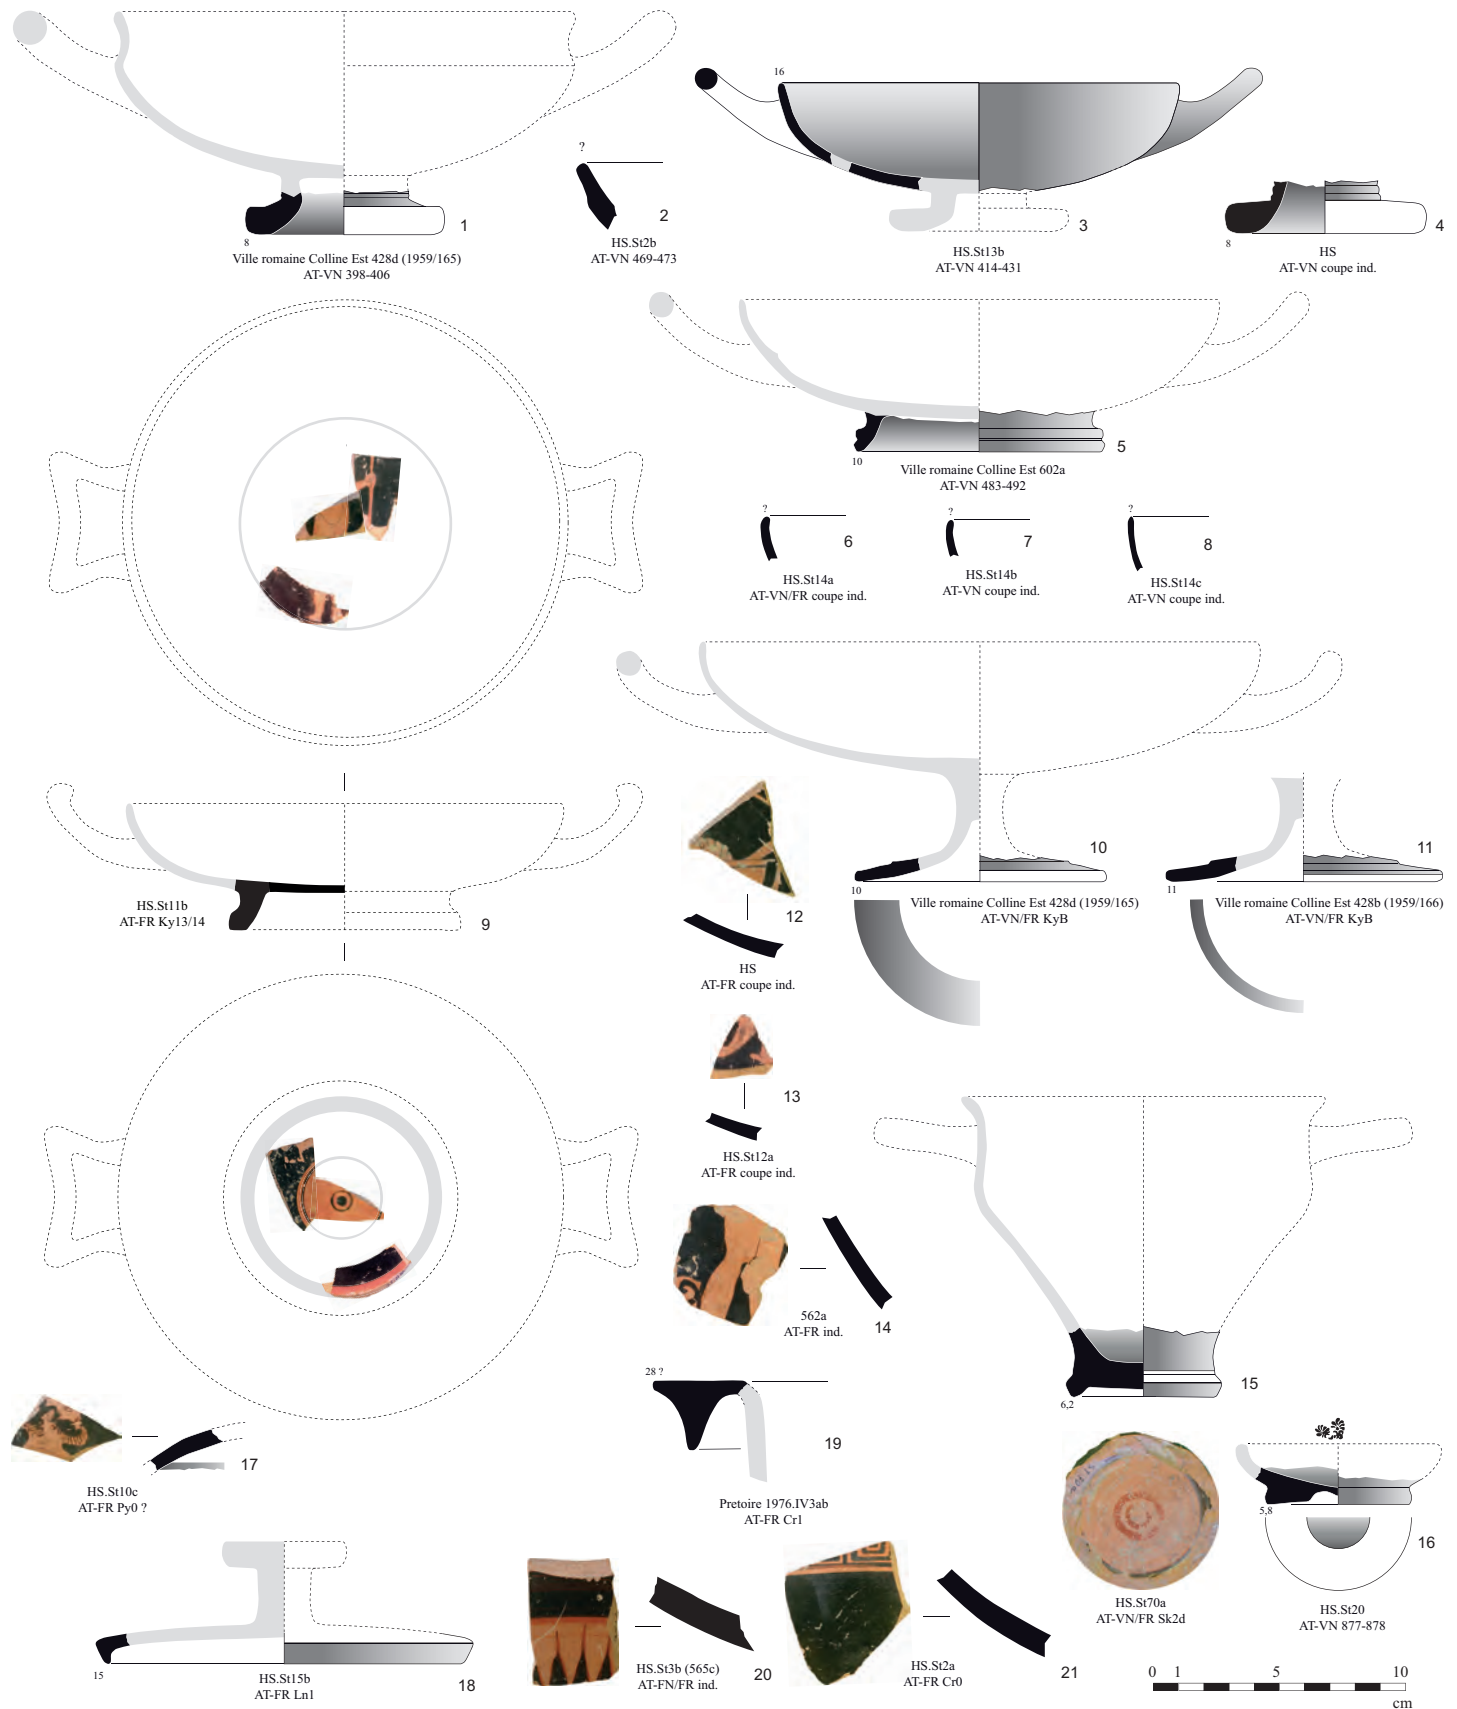 8
1
Ville romaine Colline Est 428d (1959/165)
AT-VN 398-406
?
2
HS.St2b
AT-VN 469-473
16
3
HS.St13b
AT-VN 414-431
8
4
HS
AT-VN coupe ind.
10
5
Ville romaine Colline Est 602a
AT-VN 483-492
?
6
HS.St14a
AT-VN/FR coupe ind.
?
7
HS.St14b
AT-VN coupe ind.
?
8
HS.St14c
AT-VN coupe ind.
HS.St11b
AT-FR Ky13/14
9
10
10
Ville romaine Colline Est 428d (1959/165)
AT-VN/FR KyB
11
11
Ville romaine Colline Est 428b (1959/166)
AT-VN/FR KyB
12
HS
AT-FR coupe ind.
13
HS.St12a
AT-FR coupe ind.
562a
AT-FR ind.
14
6,2
15
HS.St70a
AT-VN/FR Sk2d
5,8
16
HS.St20
AT-VN 877-878
17
HS.St10c
AT-FR Py0 ?
15
HS.St15b
AT-FR Ln1
18
28 ?
19
Pretoire 1976.IV3ab
AT-FR Cr1
HS.St3b (565c)
AT-FN/FR ind.
20
HS.St2a
AT-FR Cr0
21
0 1 5 10
cm